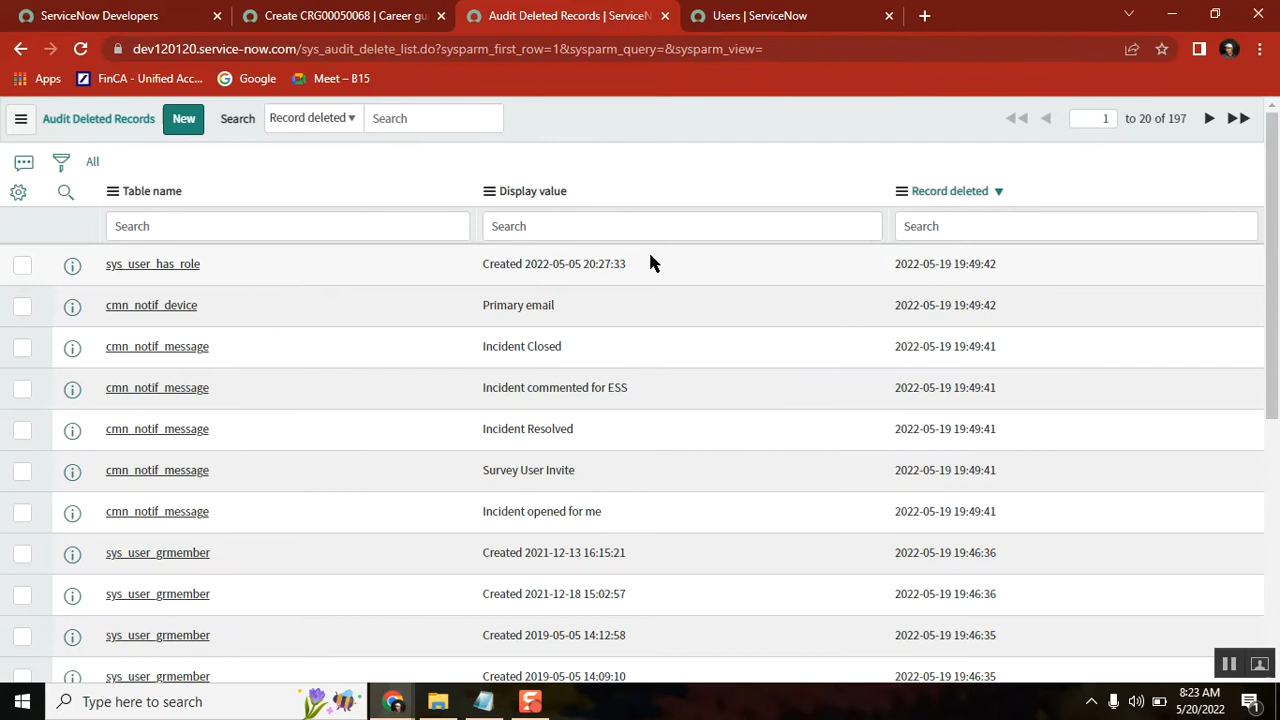 ServiceNow Developers
Create CRG00050068 | Career gu
Audit Deleted Records | ServiceN
Users | ServiceNow
dev120120.service-now.com/sys_audit_delete_list.do?sysparm_first_row=1&sysparm_query=&sysparm_view=
Apps
FinCA - Unified Acc...
Google
Meet – B15
Audit Deleted Records
New
Search
Record deleted
Search
1 to 20 of 197
All
Table name
Display value
Record deleted
Search
Search
Search
sys_user_has_role Created 2022-05-05 20:27:33 2022-05-19 19:49:42
cmn_notif_device Primary email 2022-05-19 19:49:42
cmn_notif_message Incident Closed 2022-05-19 19:49:41
cmn_notif_message Incident commented for ESS 2022-05-19 19:49:41
cmn_notif_message Incident Resolved 2022-05-19 19:49:41
cmn_notif_message Survey User Invite 2022-05-19 19:49:41
cmn_notif_message Incident opened for me 2022-05-19 19:49:41
sys_user_grmember Created 2021-12-13 16:15:21 2022-05-19 19:46:36
sys_user_grmember Created 2021-12-18 15:02:57 2022-05-19 19:46:36
sys_user_grmember Created 2019-05-05 14:12:58 2022-05-19 19:46:35
sys_user_grmember Created 2019-05-05 14:09:10 2022-05-19 19:46:35
Type here to search
8:23 AM
5/20/2022
1